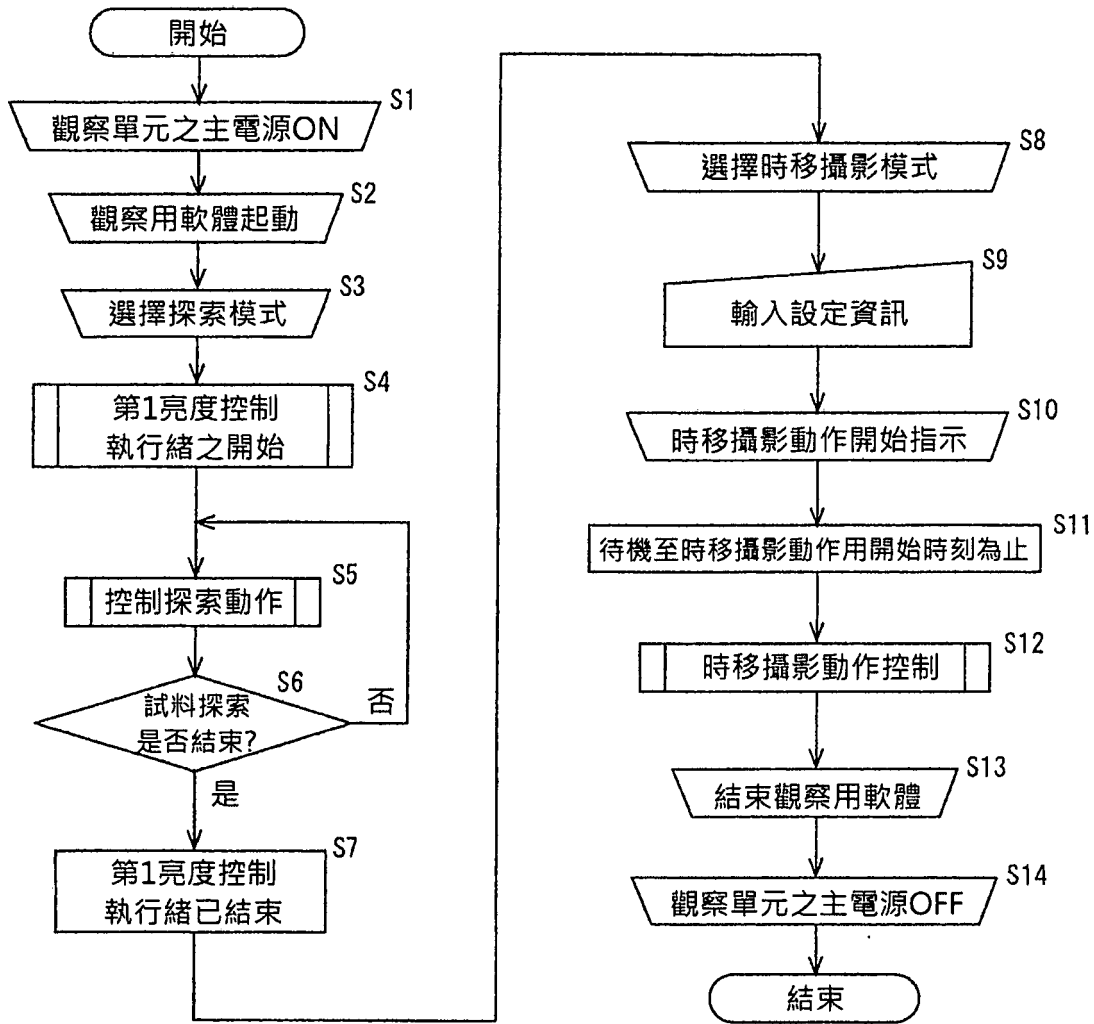 開始
S1
觀察單元之主電源ON
S2
觀察用軟體起動
S3
選擇探索模式
S4
第1亮度控制
執行緒之開始
S5
控制探索動作
S6
試料探索
是否結束?
否
是
S7
第1亮度控制
執行緒已結束
S8
選擇時移攝影模式
S9
輸入設定資訊
S10
時移攝影動作開始指示
S11
待機至時移攝影動作用開始時刻為止
S12
時移攝影動作控制
S13
結束觀察用軟體
S14
觀察單元之主電源OFF
結束